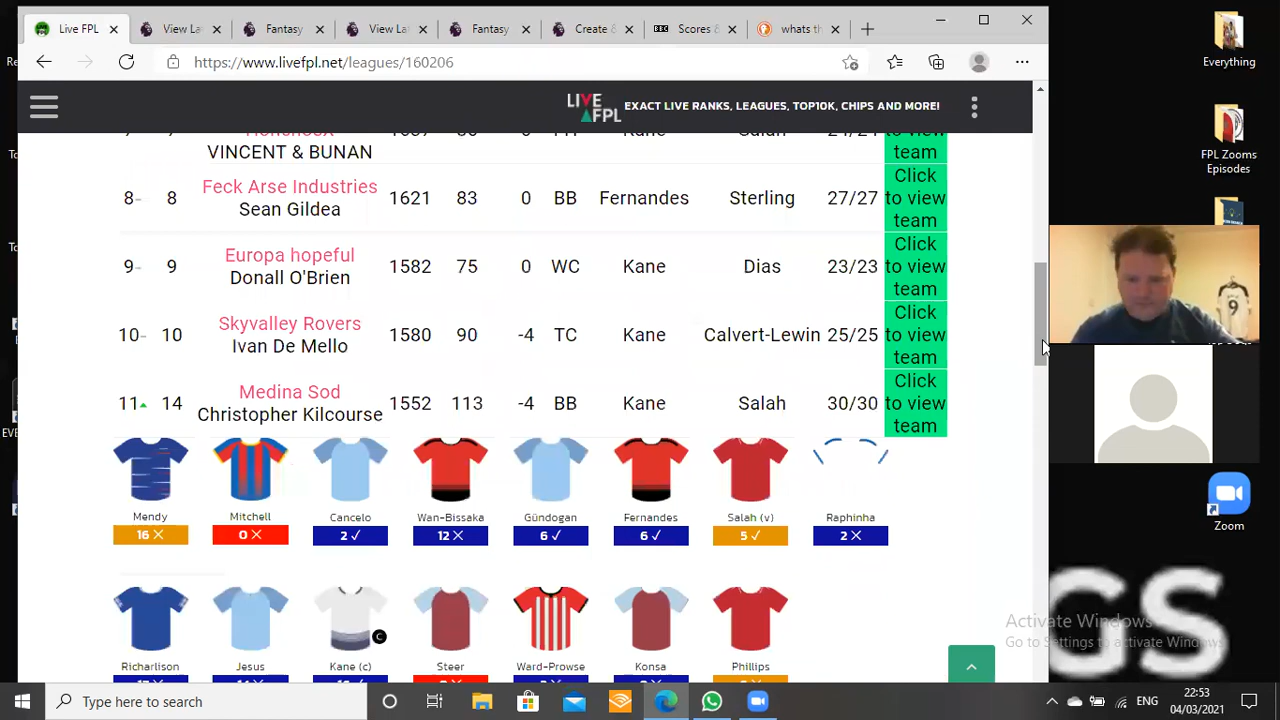 Live FPL
View La
Fantasy
View La
Fantasy
Create &
BBC Scores &
whats th
https://www.livefpl.net/leagues/160206
LIVE FPL EXACT LIVE RANKS, LEAGUES, TOP10K, CHIPS AND MORE!
VINCENT & BUNAN to view team
8 8 Feck Arse Industries Sean Gildea 1621 83 0 BB Fernandes Sterling 27/27 Click to view team
9 9 Europa hopeful Donall O'Brien 1582 75 0 WC Kane Dias 23/23 Click to view team
10 10 Skyvalley Rovers Ivan De Mello 1580 90 -4 TC Kane Calvert-Lewin 25/25 Click to view team
11 14 Medina Sod Christopher Kilcourse 1552 113 -4 BB Kane Salah 30/30 Click to view team
Mendy Mitchell Cancelo Wan-Bissaka Gündogan Fernandes Salah (v) Raphinha
16 ✕ 0 ✕ 2 ✓ 12 ✕ 6 ✓ 6 ✓ 5 ✓ 2 ✕
C
Richarlison Jesus Kane (c) Steer Ward-Prowse Konsa Phillips
Everything
FPL Zooms
Episodes
9
Zoom
GS
Activate Windows
Go to Settings to activate Windows.
Type here to search
ENG
22:53
04/03/2021